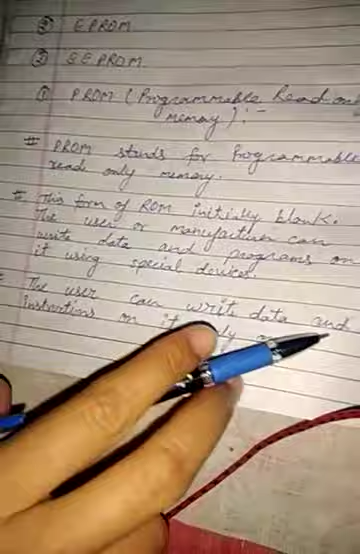 ② EPROM
③ EEPROM
① PROM (Programmable Read on
memory) :-
# PROM stands for Programmable
read only memory.
# This form of ROM initially blank.
The user or manufacturer can
write data and programs on
it using special devices.
The user can write data and
on it only